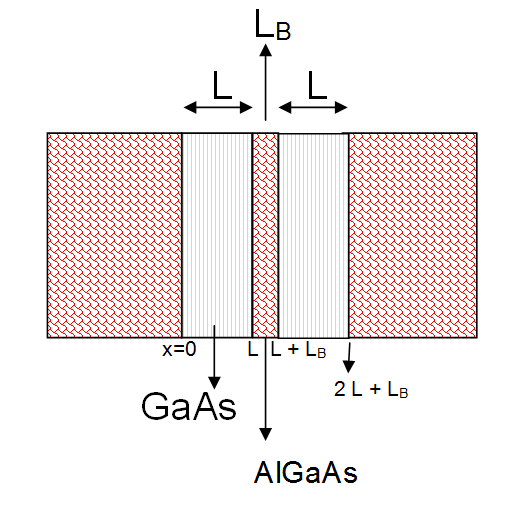 L_B
L L
x=0 L L + L_B
2 L + L_B
GaAs
AlGaAs